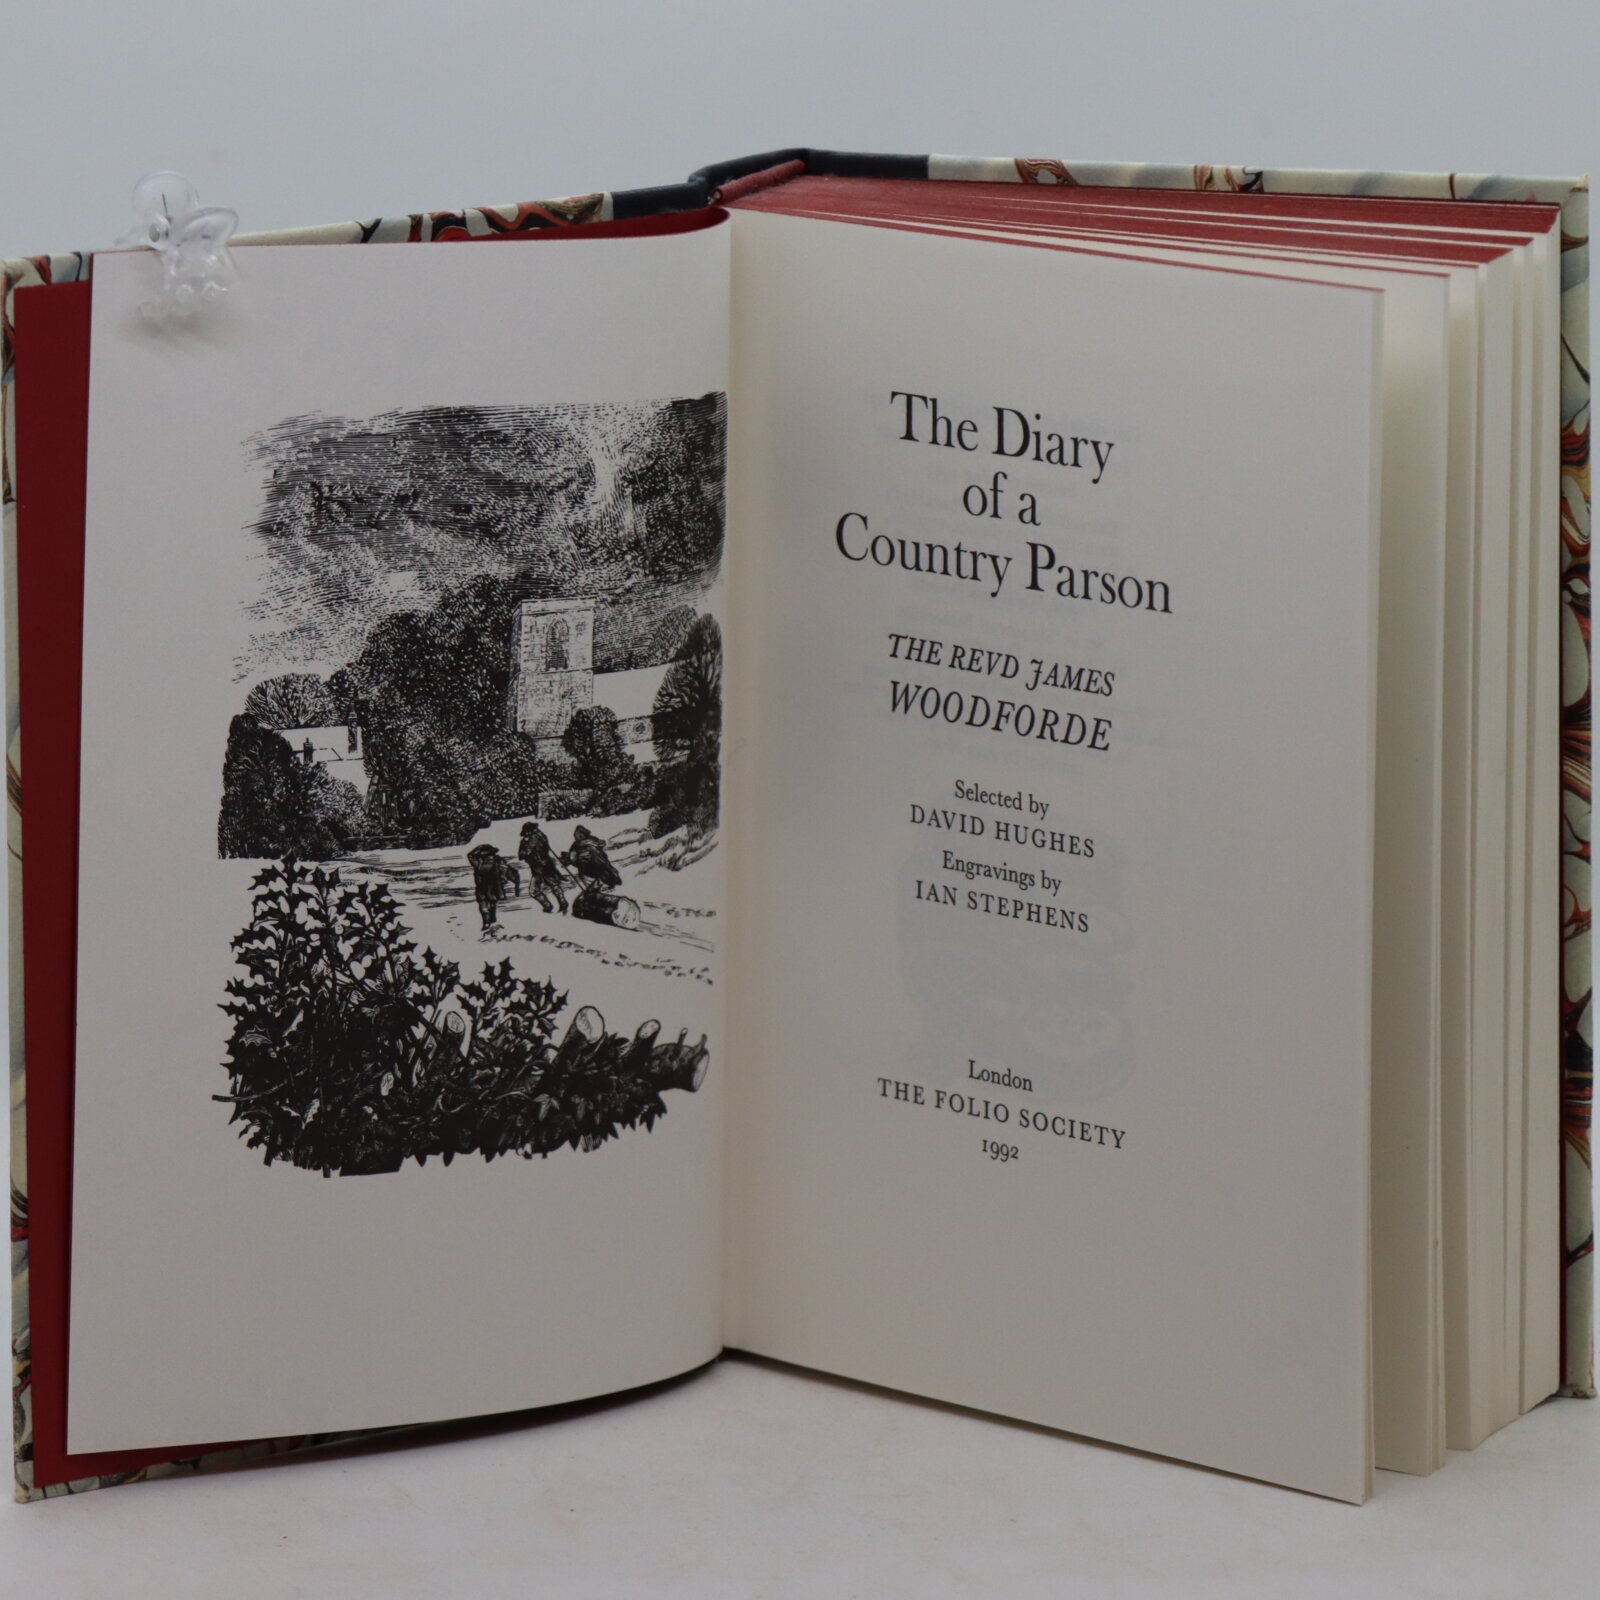 The Diary
of a
Country Parson
THE REVD JAMES
WOODFORDE
Selected by
DAVID HUGHES
Engravings by
IAN STEPHENS
London
THE FOLIO SOCIETY
1992